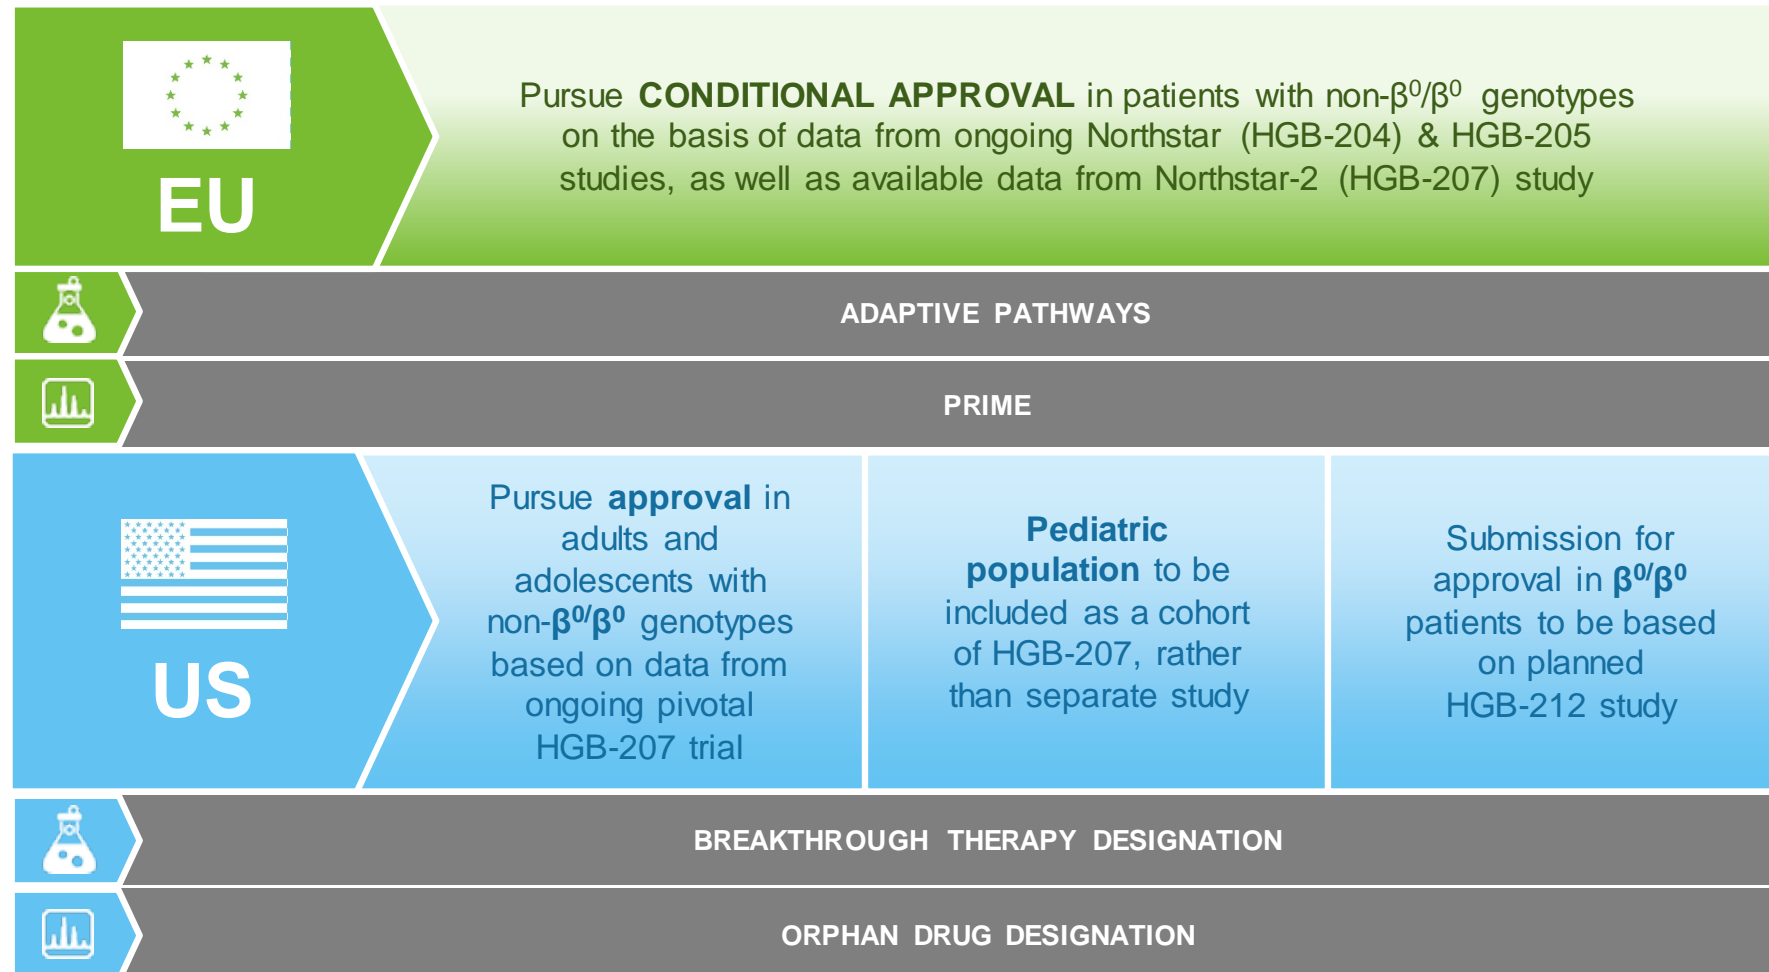 EU
Pursue CONDITIONAL APPROVAL in patients with non-β⁰/β⁰ genotypes
on the basis of data from ongoing Northstar (HGB-204) & HGB-205
studies, as well as available data from Northstar-2 (HGB-207) study
ADAPTIVE PATHWAYS
PRIME
US
Pursue approval in
adults and
adolescents with
non-β⁰/β⁰ genotypes
based on data from
ongoing pivotal
HGB-207 trial
Pediatric
population to be
included as a cohort
of HGB-207, rather
than separate study
Submission for
approval in β⁰/β⁰
patients to be based
on planned
HGB-212 study
BREAKTHROUGH THERAPY DESIGNATION
ORPHAN DRUG DESIGNATION